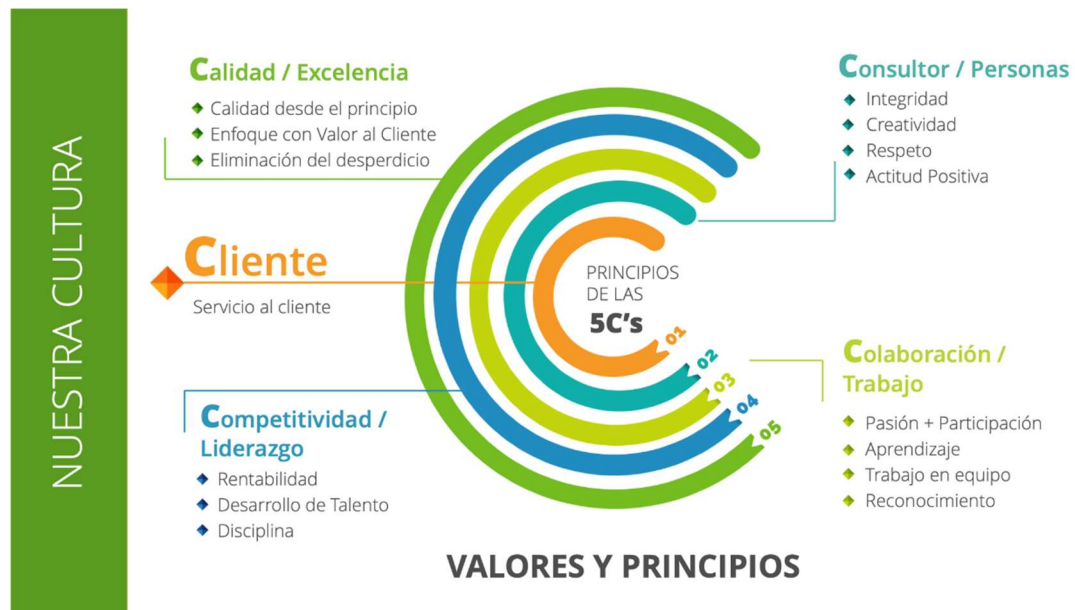 NUESTRA CULTURA
Calidad / Excelencia
Calidad desde el principio
Enfoque con Valor al Cliente
Eliminación del desperdicio
Cliente
Servicio al cliente
Competitividad /
Liderazgo
Rentabilidad
Desarrollo de Talento
Disciplina
PRINCIPIOS
DE LAS
5C's
01
02
03
04
05
Consultor / Personas
Integridad
Creatividad
Respeto
Actitud Positiva
Colaboración /
Trabajo
Pasión + Participación
Aprendizaje
Trabajo en equipo
Reconocimiento
VALORES Y PRINCIPIOS